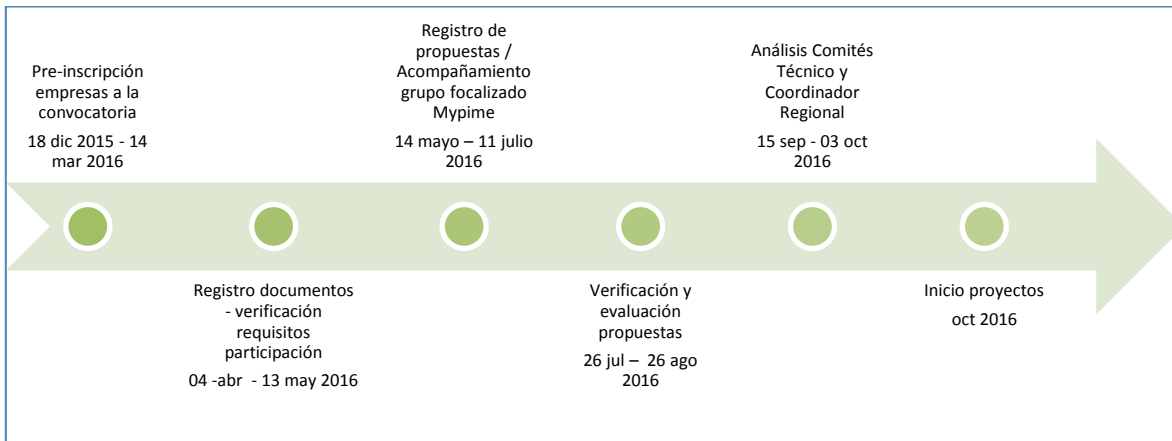 Pre-inscripción
empresas a la
convocatoria
18 dic 2015 - 14
mar 2016
Registro documentos
- verificación
requisitos
participación
04 -abr - 13 may 2016
Registro de
propuestas /
Acompañamiento
grupo focalizado
Mypime
14 mayo – 11 julio
2016
Verificación y
evaluación
propuestas
26 jul – 26 ago
2016
Análisis Comités
Técnico y
Coordinador
Regional
15 sep - 03 oct
2016
Inicio proyectos
oct 2016